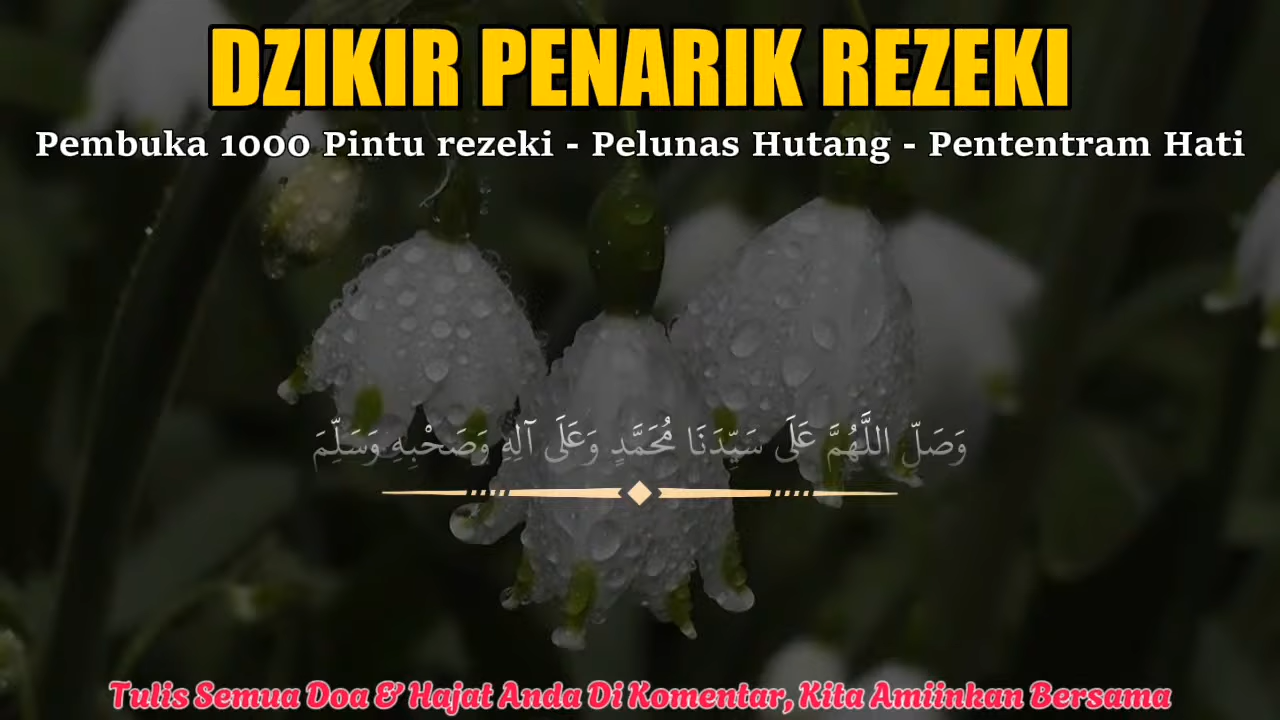 DZIKIR PENARIK REZEKI
Pembuka 1000 Pintu rezeki - Pelunas Hutang - Pententram Hati
وَصَلِّ اللَّهُمَّ عَلَى سَيِّدَنَا مُحَمَّدٍ وَعَلَى آلِهِ وَصَحْبِهِ وَسَلِّمَ
Tulis Semua Doa & Hajat Anda Di Komentar, Kita Amiinkan Bersama